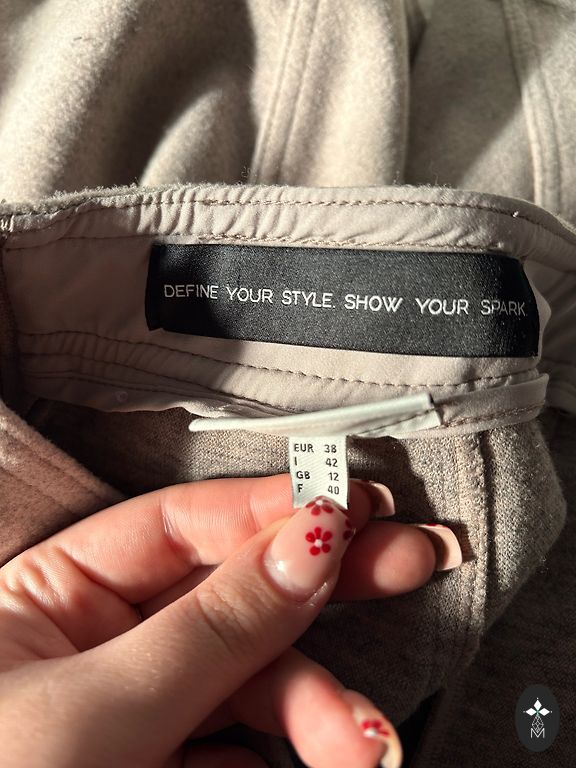 DEFINE YOUR STYLE. SHOW YOUR SPARK.
EUR 38
I 42
GB 12
F 40
M